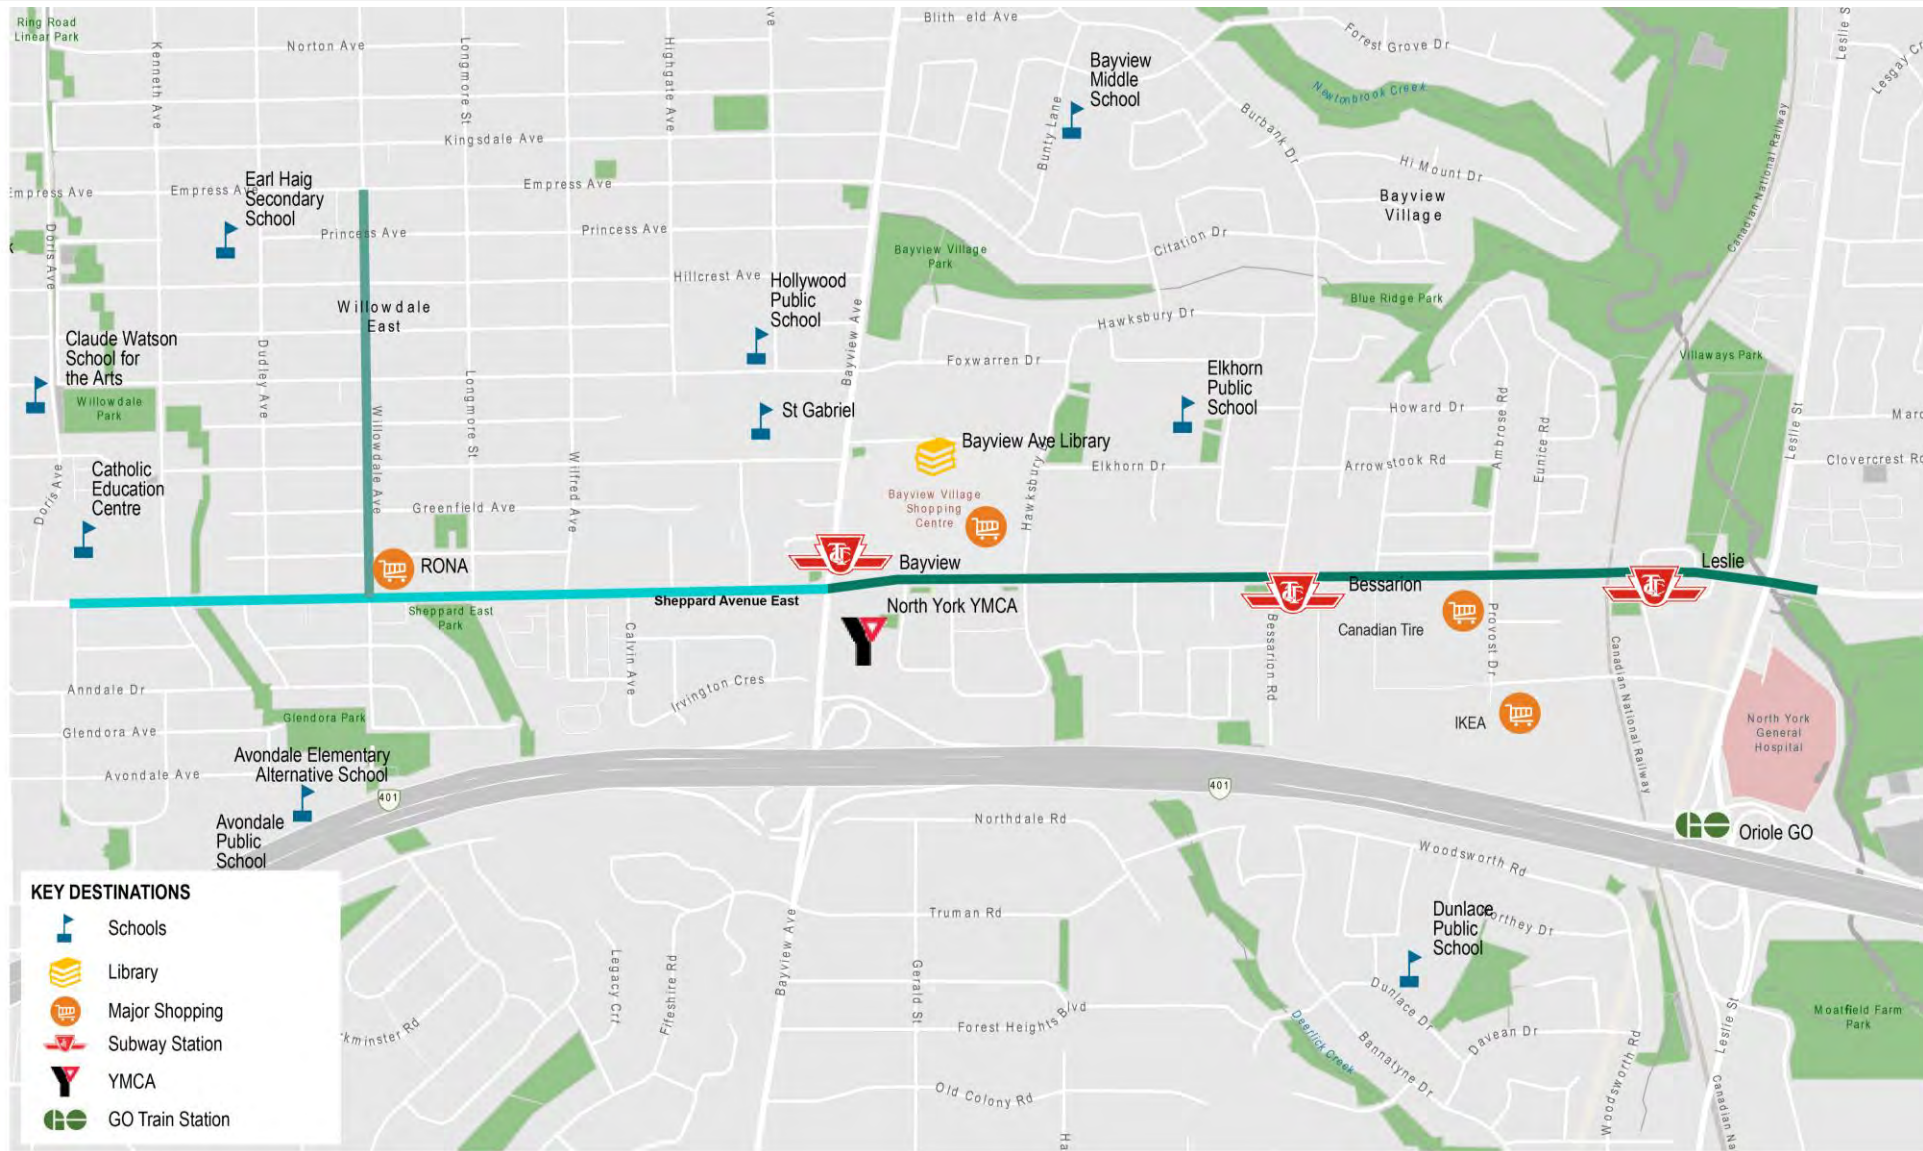 Ring Road
Linear Park
Norton Ave
Kenneth Ave
Longmore St
Highgate Ave
Blith eld Ave
Forest Grove Dr
Leslie S
Bayview
Middle
School
Newtonbrook Creek
Bunty Lane
Burbank Dr
Canadian National Railway
Kingsdale Ave
Hi Mount Dr
Empress Ave
Empress Ave
Earl Haig
Secondary
School
Empress Ave
Bayview
Village
Doris Ave
Princess Ave
Princess Ave
Citation Dr
Bayview Village
Park
Hillcrest Ave
Hollywood
Public
School
Blue Ridge Park
Willowdale
East
Bayview Ave
Hawksbury Dr
Claude Watson
School for
the Arts
Dudley Ave
Foxwarren Dr
Villaways Park
Elkhorn
Public
School
Willowdale
Park
Longmore St
Willowdale Ave
St Gabriel
Howard Dr
Ambrose Rd
Eunice Rd
Leslie St
Bayview Ave Library
Catholic
Education
Centre
Doris Ave
Wilfred Ave
Hawksbury
Elkhorn Dr
Arrowstook Rd
Clovercrest Rd
Bayview Village
Shopping
Centre
Greenfield Ave
RONA
Bayview
Bessarion
Leslie
Sheppard Avenue East
North York YMCA
Sheppard East
Park
Canadian Tire
Provost Dr
Calvin Ave
Bessarion Rd
Canadian National Railway
Anndale Dr
Irvington Cres
Glendora Park
IKEA
North York
General
Hospital
Glendora Ave
Avondale Elementary
Alternative School
Avondale Ave
401
401
Avondale
Public
School
Northdale Rd
Oriole GO
Woodsworth Rd
KEY DESTINATIONS
Schools
Library
Major Shopping
Subway Station
YMCA
GO Train Station
Truman Rd
Bayview Ave
Dunlace
Public
School
orthey Dr
Legacy Crt
Fifeshire Rd
Gerald St
Forest Heights Blvd
Dunlace Dr
Davean Dr
Bannatyne Dr
Deerlick Creek
Moatfield Farm
Park
Leslie St
kminster Rd
Old Colony Rd
Woodsworth Rd
Canadian Na
Ha